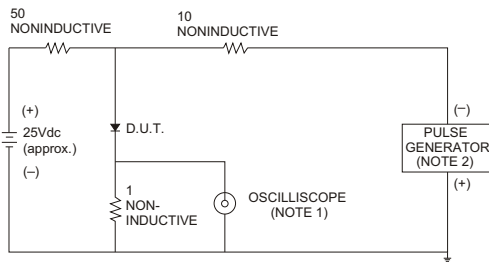 50
NONINDUCTIVE
10
NONINDUCTIVE
(+)
25Vdc
(approx.)
(–)
D.U.T.
1
NON-
INDUCTIVE
OSCILLISCOPE
(NOTE 1)
(–)
PULSE
GENERATOR
(NOTE 2)
(+)